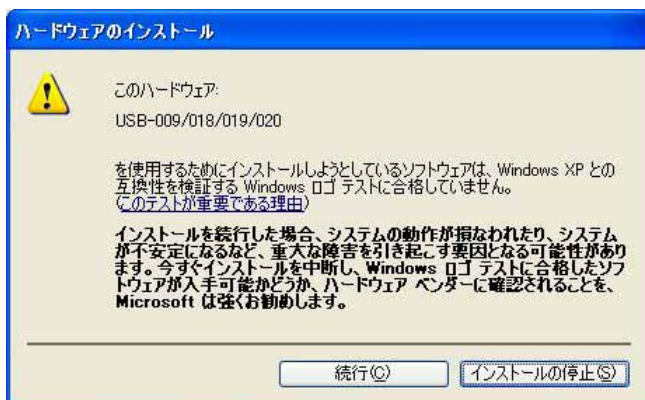 ハードウェアのインストール
このハードウェア:
USB-009/018/019/020
を使用するためにインストールしようとしているソフトウェアは、Windows XP との
互換性を検証する Windows ロゴ テストに合格していません。
(このテストが重要である理由)
インストールを続行した場合、システムの動作が損なわれたり、システム
が不安定になるなど、重大な障害を引き起こす要因となる可能性があり
ます。今すぐインストールを中断し、Windows ロゴ テストに合格したソフ
トウェアが入手可能かどうか、ハードウェア ベンダーに確認されることを、
Microsoft は強くお勧めします。
続行(C)
インストールの停止(S)